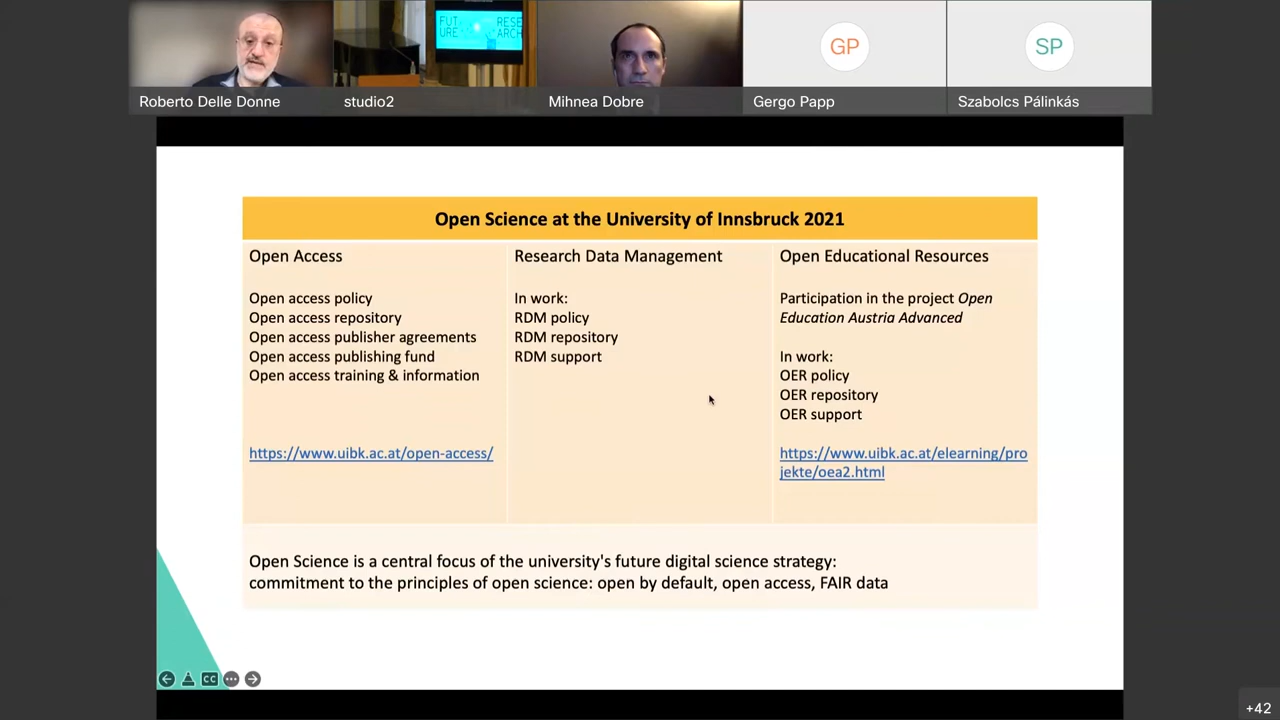 FUT
URE
RESE
ARCH
GP
SP
Roberto Delle Donne
studio2
Mihnea Dobre
Gergo Papp
Szabolcs Pálinkás
Open Science at the University of Innsbruck 2021
Open Access
Open access policy
Open access repository
Open access publisher agreements
Open access publishing fund
Open access training & information
https://www.uibk.ac.at/open-access/
Research Data Management
In work:
RDM policy
RDM repository
RDM support
Open Educational Resources
Participation in the project Open
Education Austria Advanced
In work:
OER policy
OER repository
OER support
https://www.uibk.ac.at/elearning/pro
jekte/oea2.html
Open Science is a central focus of the university's future digital science strategy:
commitment to the principles of open science: open by default, open access, FAIR data
CC
+42